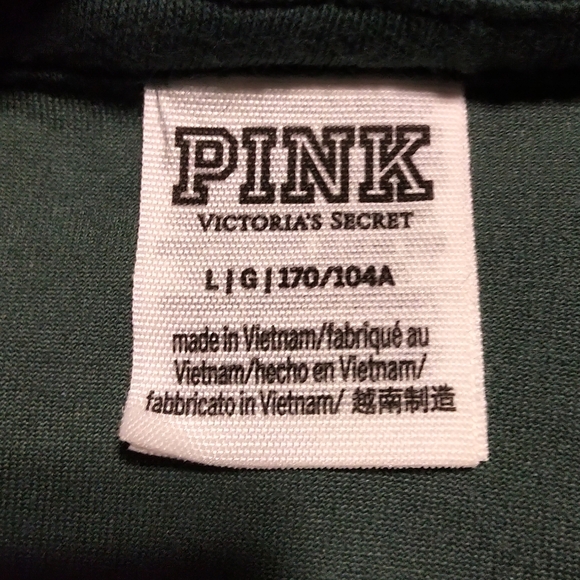 PINK
VICTORIA'S SECRET
L | G | 170/104A
made in Vietnam/fabriqué au
Vietnam/hecho en Vietnam/
fabbricato in Vietnam/ 越南制造